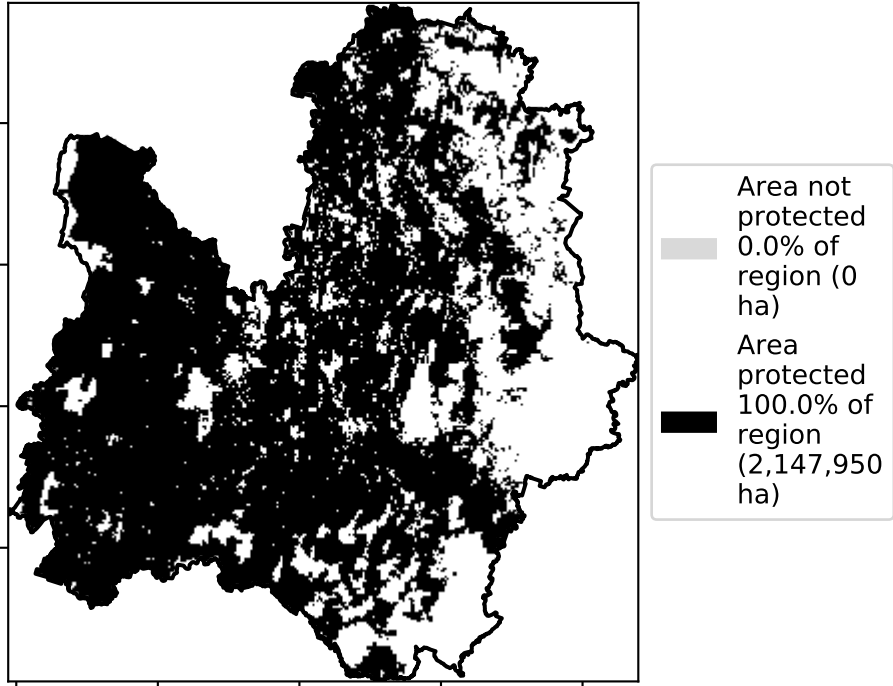 Area not
protected
0.0% of
region (0
ha)
Area
protected
100.0% of
region
(2,147,950
ha)